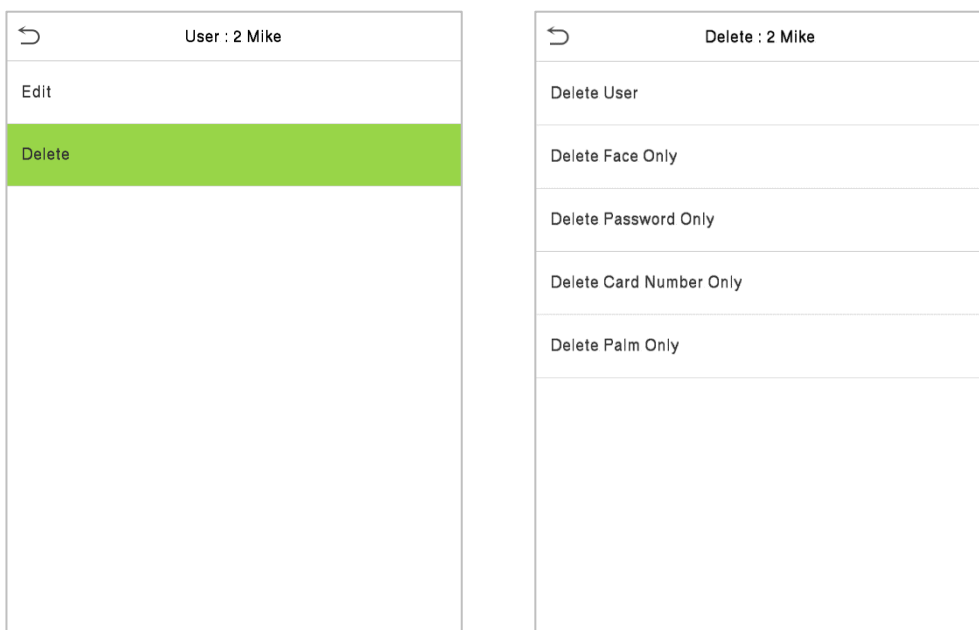 User : 2 Mike
Edit
Delete
Delete : 2 Mike
Delete User
Delete Face Only
Delete Password Only
Delete Card Number Only
Delete Palm Only